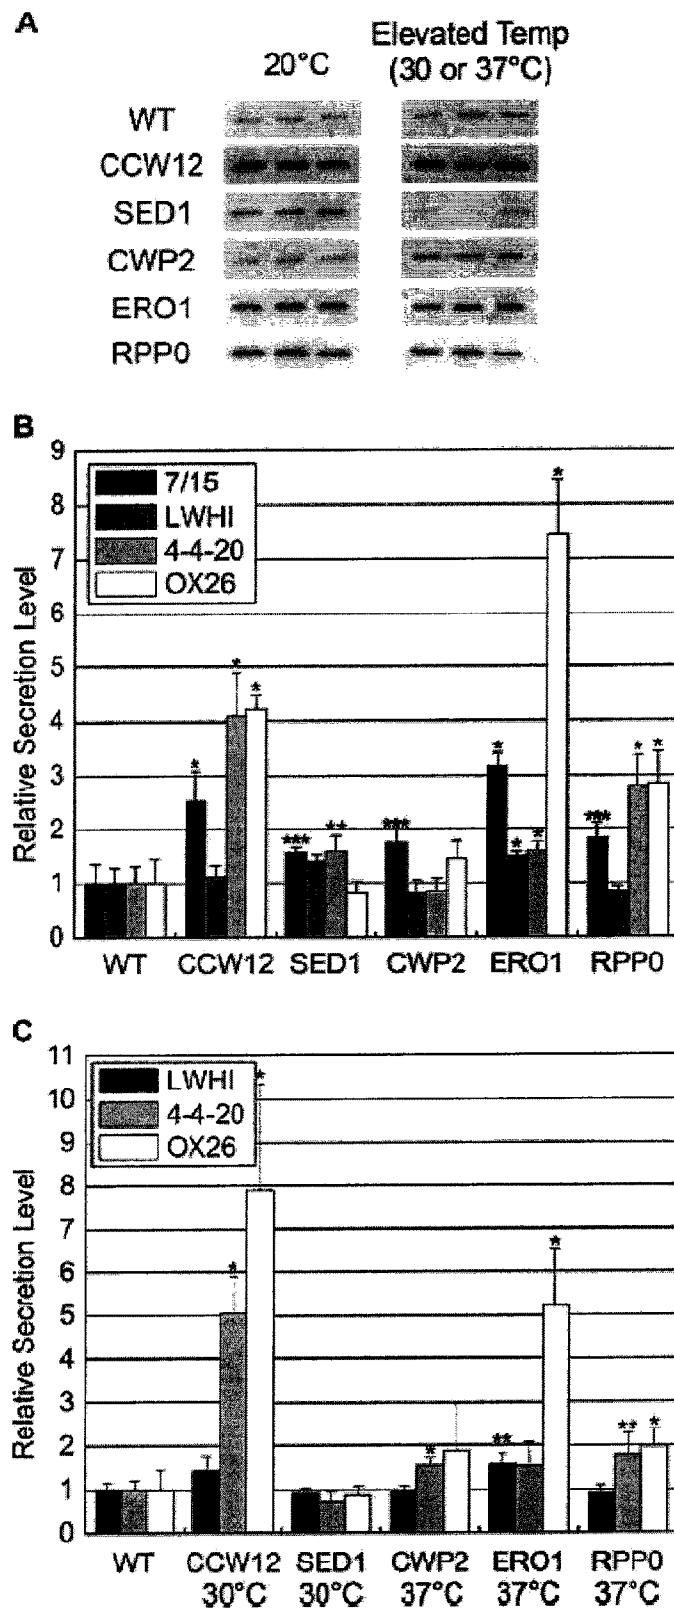 A
20°C
Elevated Temp
(30 or 37°C)
WT
CCW12
SED1
CWP2
ERO1
RPP0
B
Relative Secretion Level
9
8
7
6
5
4
3
2
1
0
7/15
LWHI
4-4-20
OX26
*
*
*
***
**
***
*
*
*
*
***
*
*
WT CCW12 SED1 CWP2 ERO1 RPP0
C
Relative Secretion Level
11
10
9
8
7
6
5
4
3
2
1
0
LWHI
4-4-20
OX26
*
*
*
**
*
**
*
WT CCW12 SED1 CWP2 ERO1 RPP0
30°C 30°C 37°C 37°C 37°C